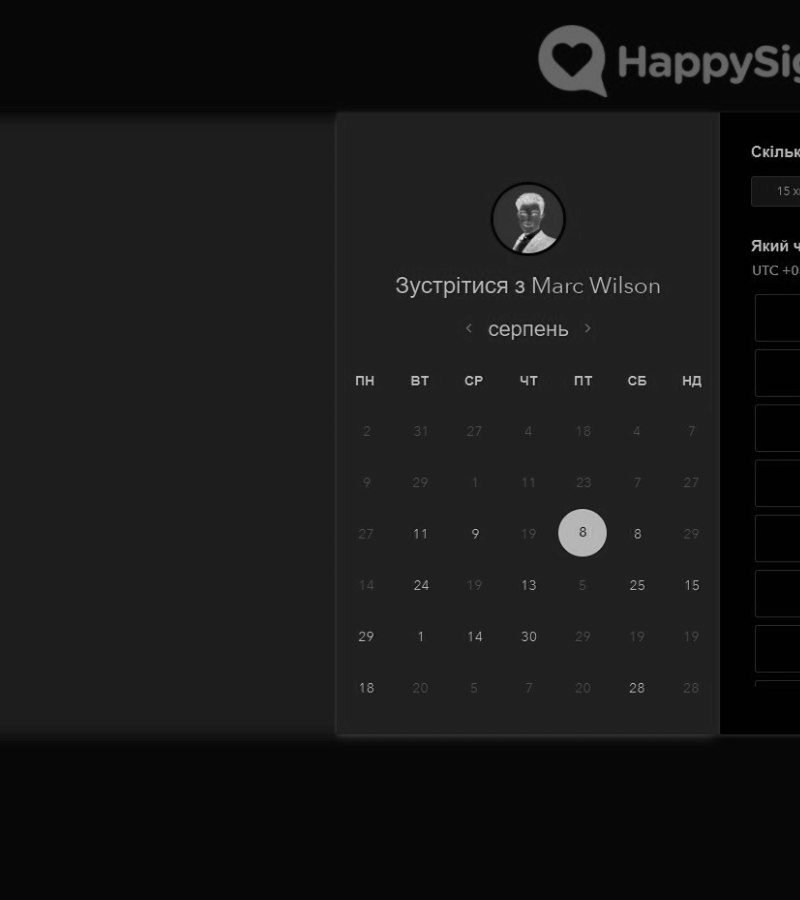 HappySig
Скільк
15 х
Який ч
UTC +0
Зустрітися з Marc Wilson
< серпень >
ПН ВТ СР ЧТ ПТ СБ НД
2 31 27 4 18 4 7
9 29 1 11 23 7 27
27 11 9 19 8 8 29
14 24 19 13 5 25 15
29 1 14 30 29 19 19
18 20 5 7 20 28 28